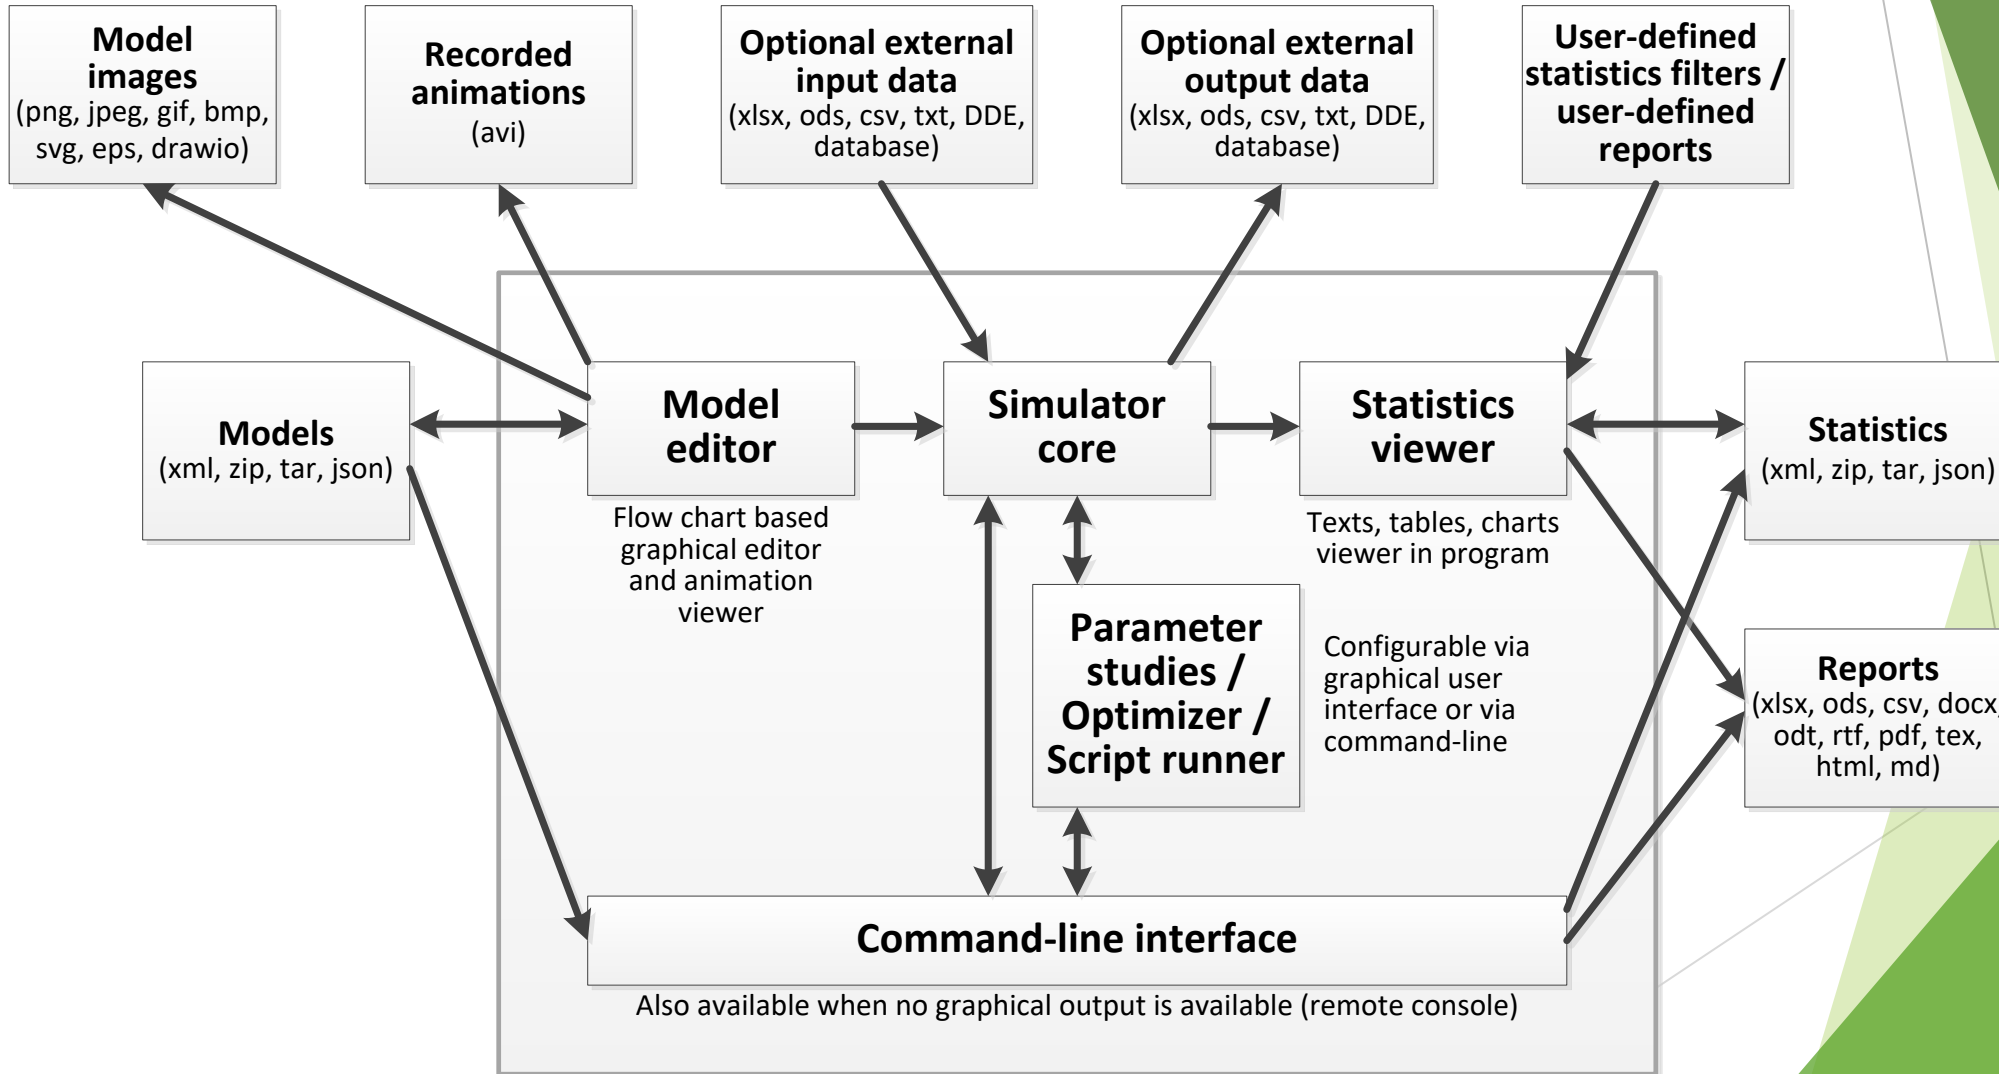 Model
images
(png, jpeg, gif, bmp,
svg, eps, drawio)
Recorded
animations
(avi)
Optional external
input data
(xlsx, ods, csv, txt, DDE,
database)
Optional external
output data
(xlsx, ods, csv, txt, DDE,
database)
User-defined
statistics filters /
user-defined
reports
Models
(xml, zip, tar, json)
Model
editor
Flow chart based
graphical editor
and animation
viewer
Simulator
core
Statistics
viewer
Texts, tables, charts
viewer in program
Statistics
(xml, zip, tar, json)
Parameter
studies /
Optimizer /
Script runner
Configurable via
graphical user
interface or via
command-line
Reports
(xlsx, ods, csv, docx,
odt, rtf, pdf, tex,
html, md)
Command-line interface
Also available when no graphical output is available (remote console)